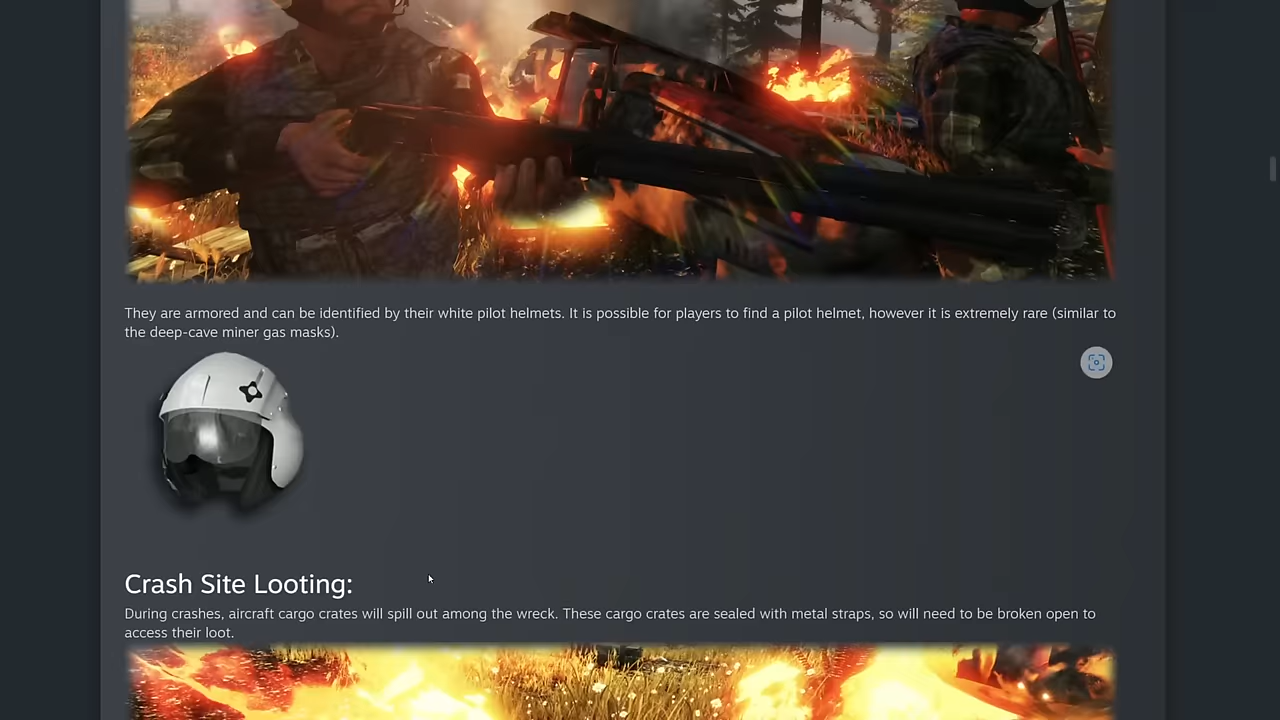 They are armored and can be identified by their white pilot helmets. It is possible for players to find a pilot helmet, however it is extremely rare (similar to
the deep-cave miner gas masks).
Crash Site Looting:
During crashes, aircraft cargo crates will spill out among the wreck. These cargo crates are sealed with metal straps, so will need to be broken open to
access their loot.